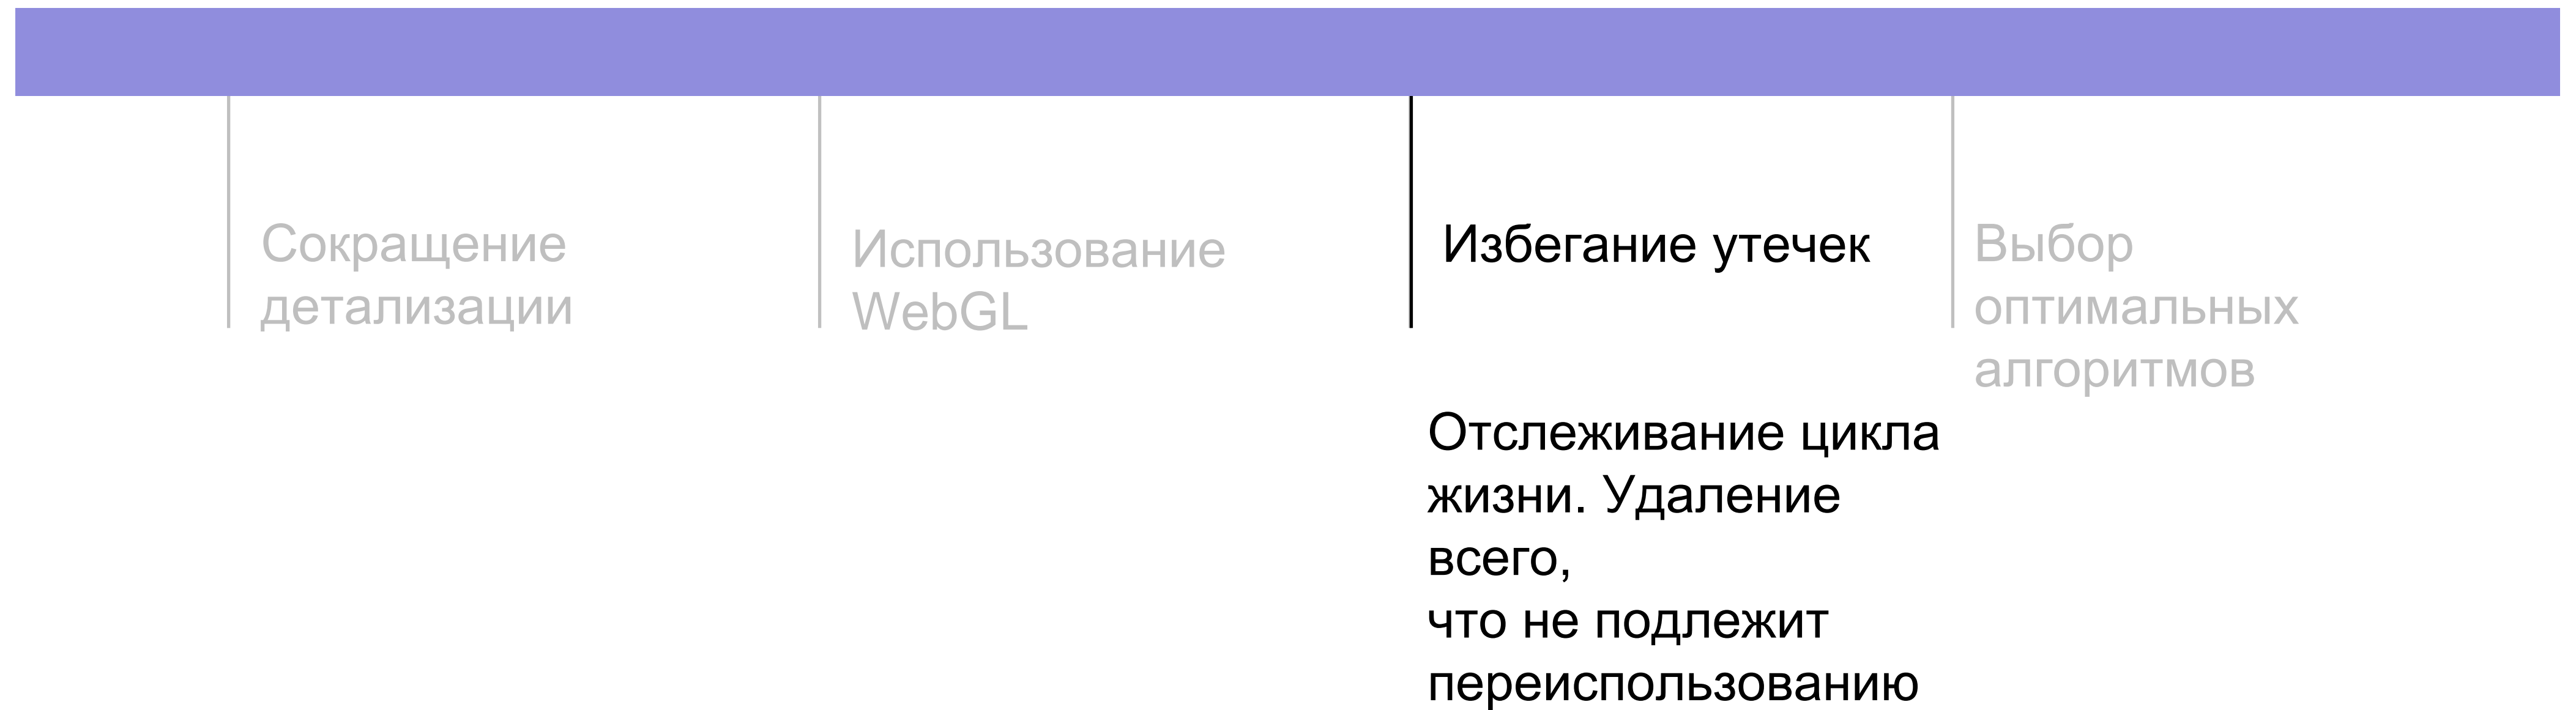 Сокращение
детализации
Использование
WebGL
Избегание утечек
Отслеживание цикла
жизни. Удаление
всего,
что не подлежит
переиспользованию
Выбор
оптимальных
алгоритмов